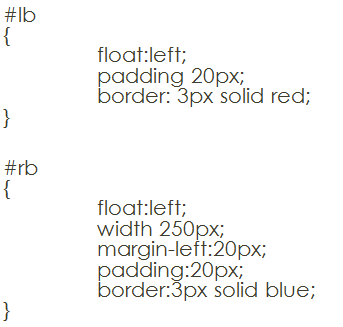 #lb
{
float:left;
padding 20px;
border: 3px solid red;
}
#rb
{
float:left;
width 250px;
margin-left:20px;
padding:20px;
border:3px solid blue;
}